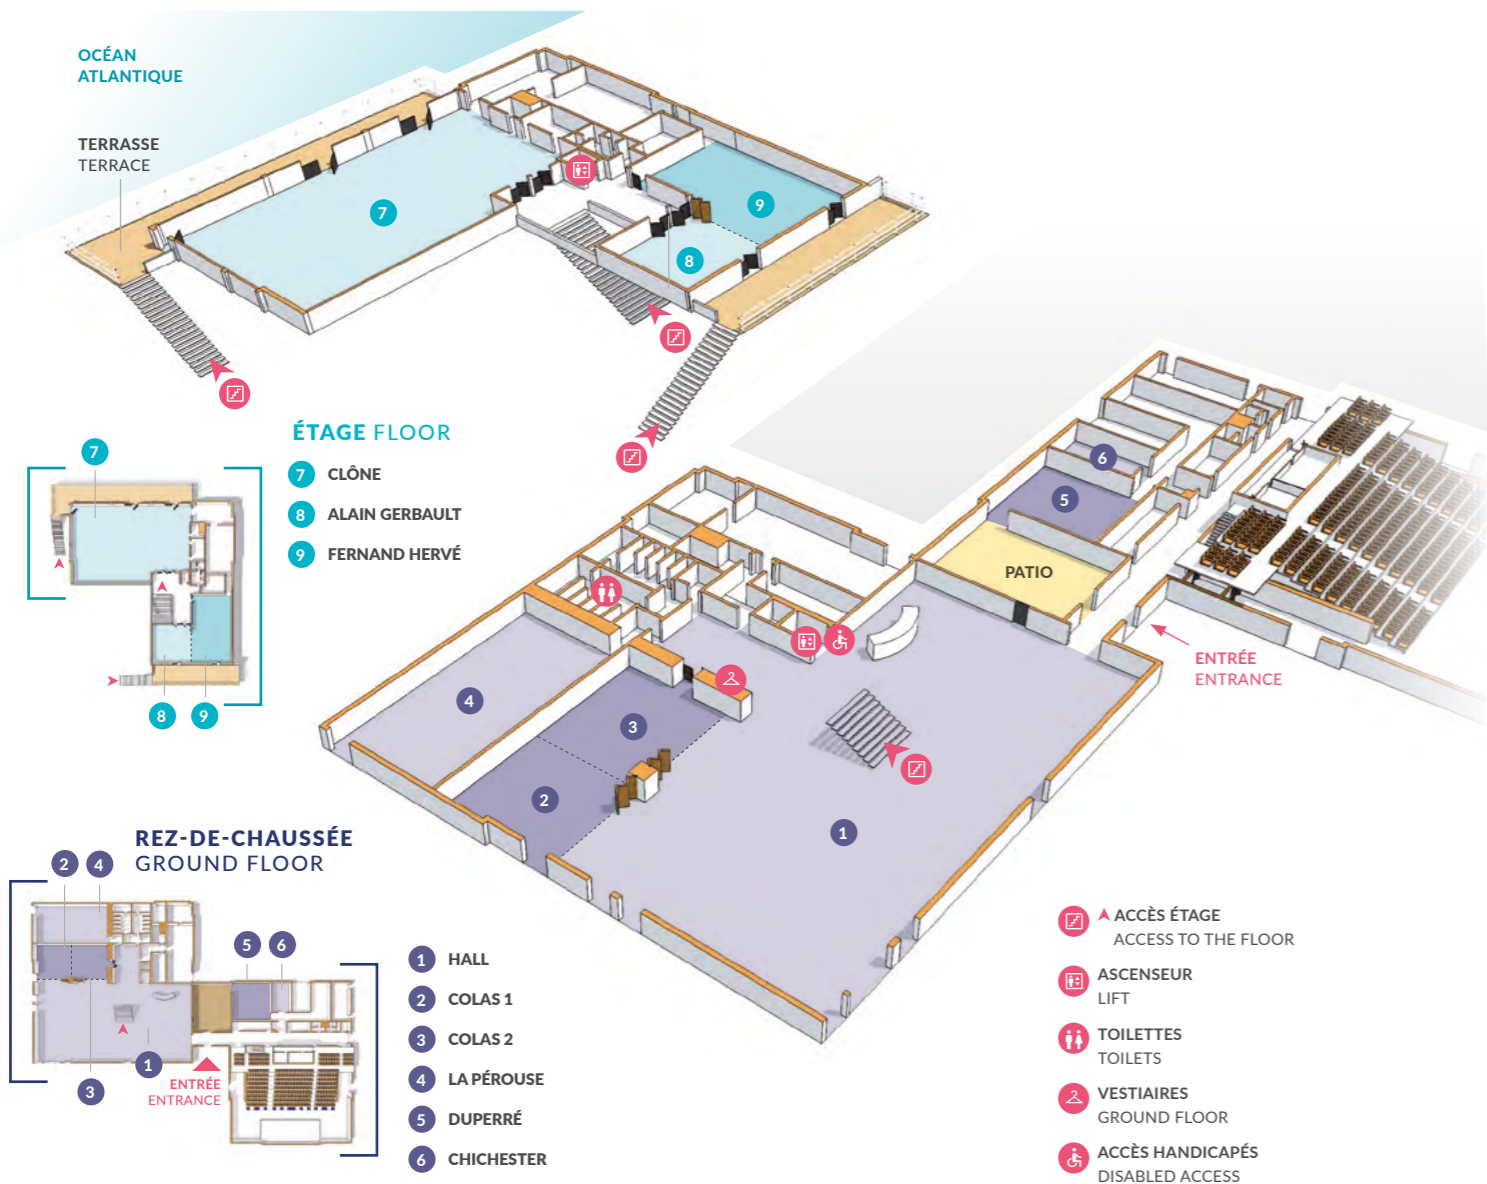 OCÉAN
ATLANTIQUE
TERRASSE
TERRACE
7
9
8
ÉTAGE FLOOR
7 CLÔNE
8 ALAIN GERBAULT
9 FERNAND HERVÉ
7
8 9
6
5
PATIO
ENTRÉE
ENTRANCE
4
3
2
1
REZ-DE-CHAUSSÉE
GROUND FLOOR
2 4
5 6
1
3
ENTRÉE
ENTRANCE
1 HALL
2 COLAS 1
3 COLAS 2
4 LA PÉROUSE
5 DUPERRÉ
6 CHICHESTER
ACCÈS ÉTAGE
ACCESS TO THE FLOOR
ASCENSEUR
LIFT
TOILETTES
TOILETS
VESTIAIRES
GROUND FLOOR
ACCÈS HANDICAPÉS
DISABLED ACCESS